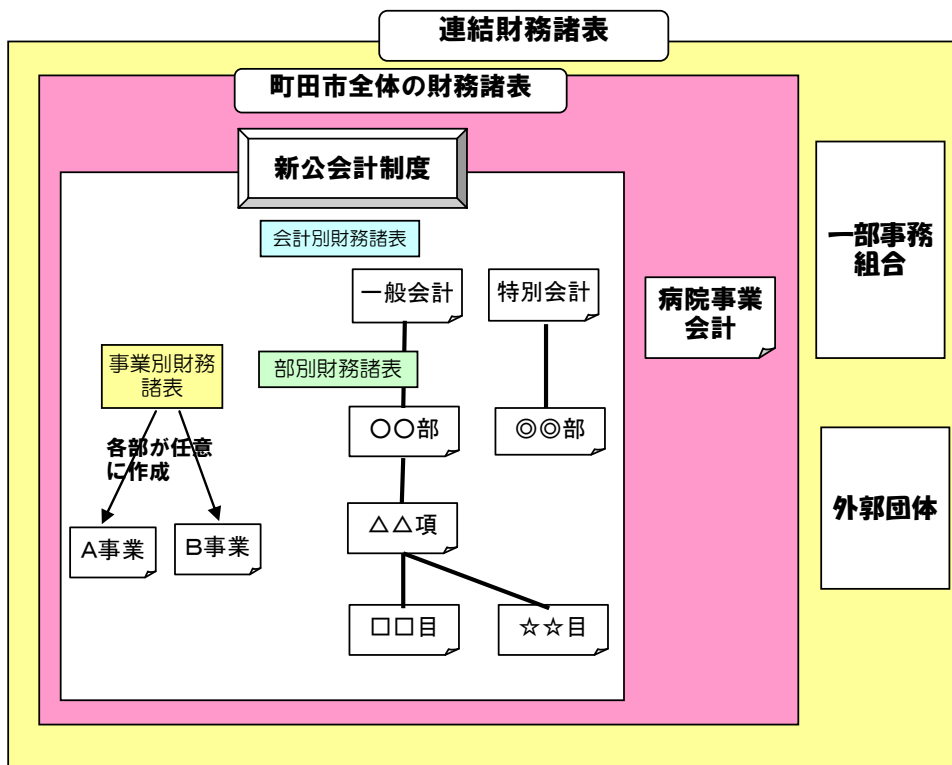 連結財務諸表
町田市全体の財務諸表
新公会計制度
会計別財務諸表
一般会計
特別会計
病院事業
会計
一部事務
組合
事業別財務
諸表
部別財務諸表
〇〇部
◎◎部
各部が任意
に作成
外郭団体
A事業
B事業
△△項
□□目
☆☆目